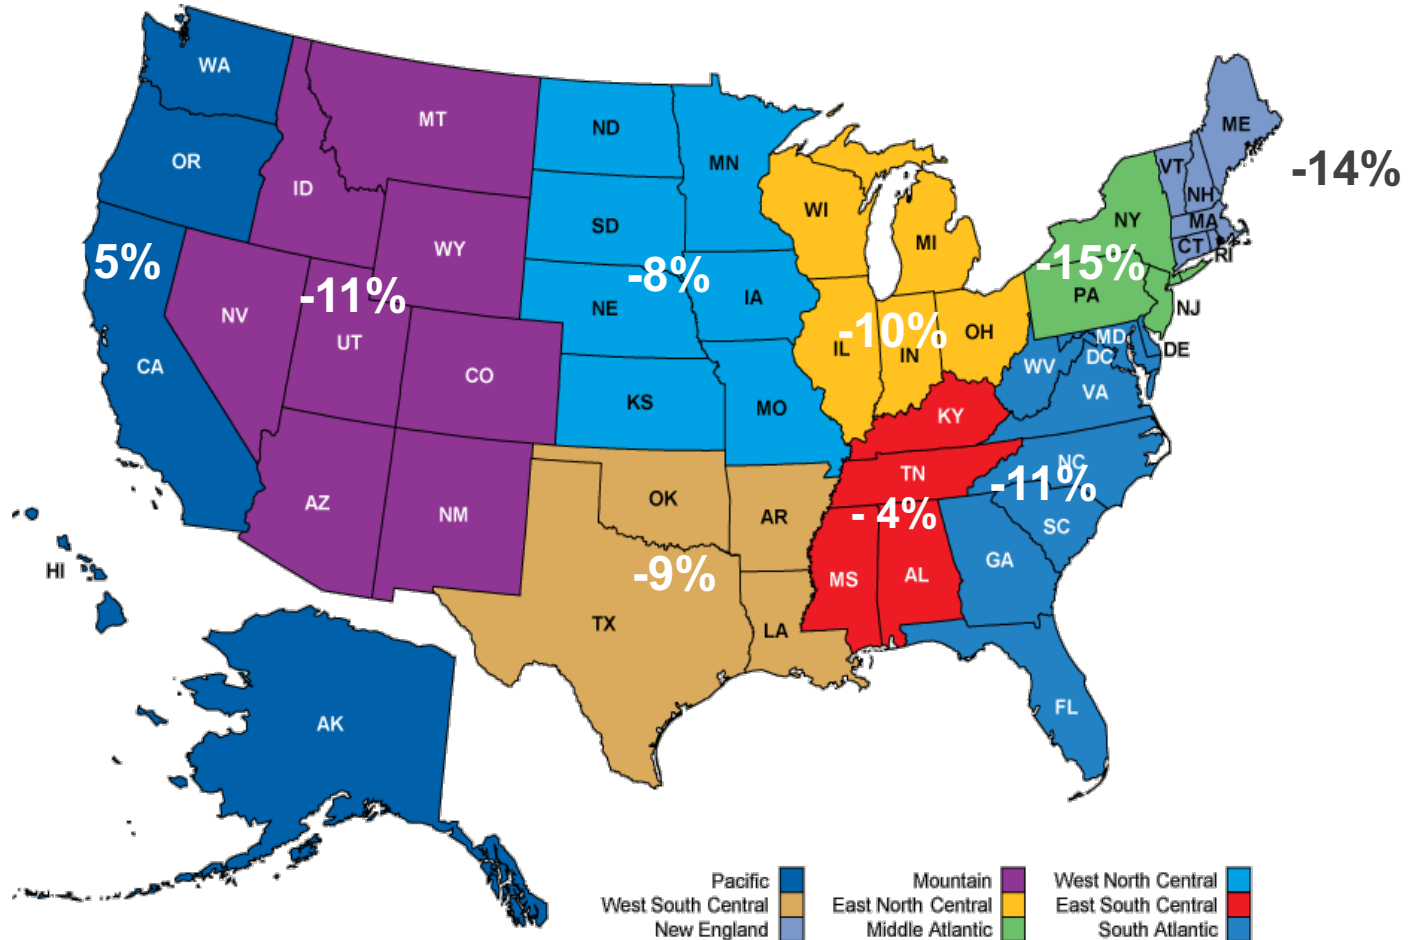 WA
MT
ND
MN
ME
OR
ID
SD
WI
MI
NY
VT
NH
MA
CT
RI
-14%
WY
5%
-11%
-8%
-15%
NV
UT
NE
IA
PA
NJ
CA
CO
KS
MO
IL
-10%
IN
OH
WV
MD
DC
DE
VA
KY
AZ
NM
OK
AR
TN
NC
-11%
SC
- 4%
-9%
HI
TX
LA
MS
AL
GA
AK
FL
Pacific
Mountain
West North Central
West South Central
East North Central
East South Central
New England
Middle Atlantic
South Atlantic